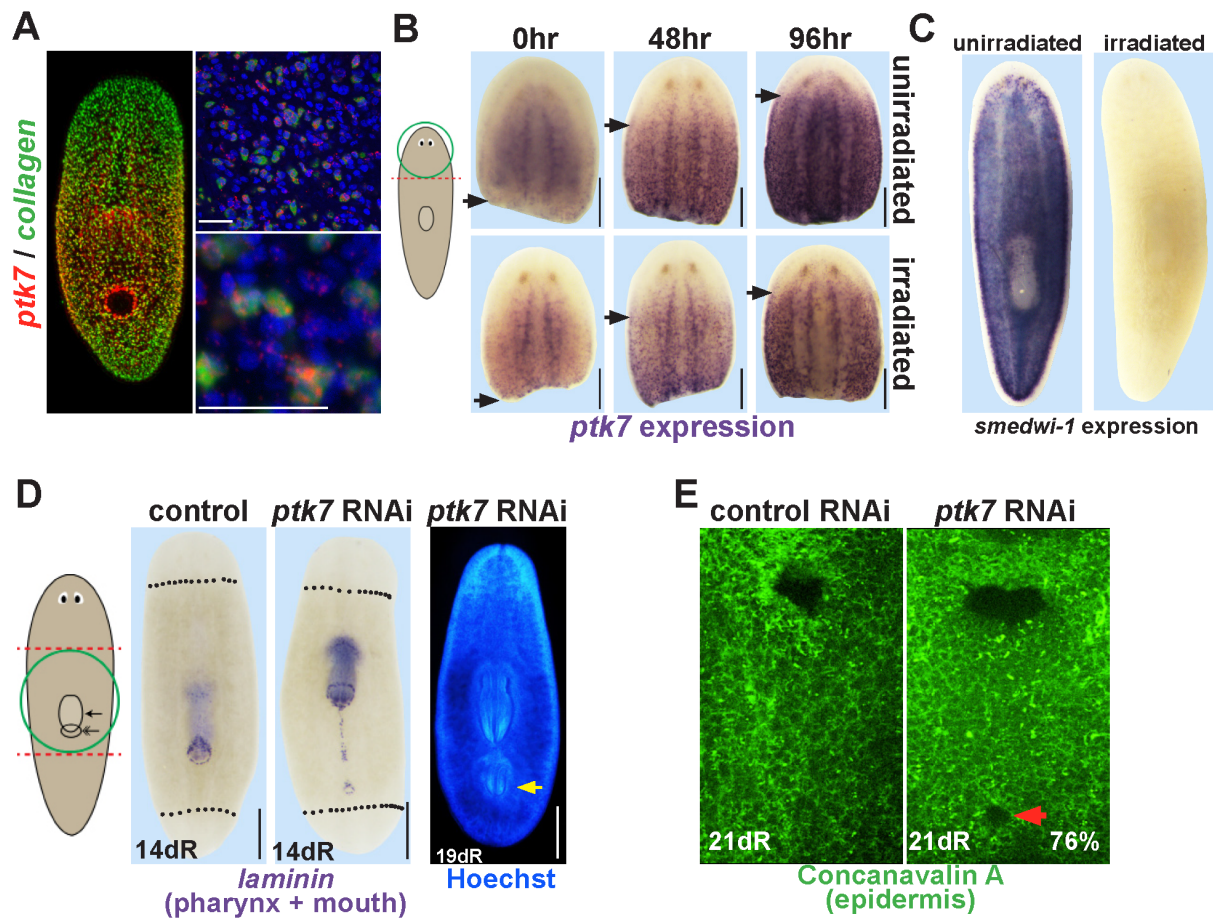 A
ptk7 / collagen
B
0hr 48hr 96hr
unirradiated
irradiated
ptk7 expression
C
unirradiated irradiated
smedwi-1 expression
D
control ptk7 RNAi ptk7 RNAi
14dR 14dR 19dR
laminin
(pharynx + mouth)
Hoechst
E
control RNAi ptk7 RNAi
21dR 21dR 76%
Concanavalin A
(epidermis)